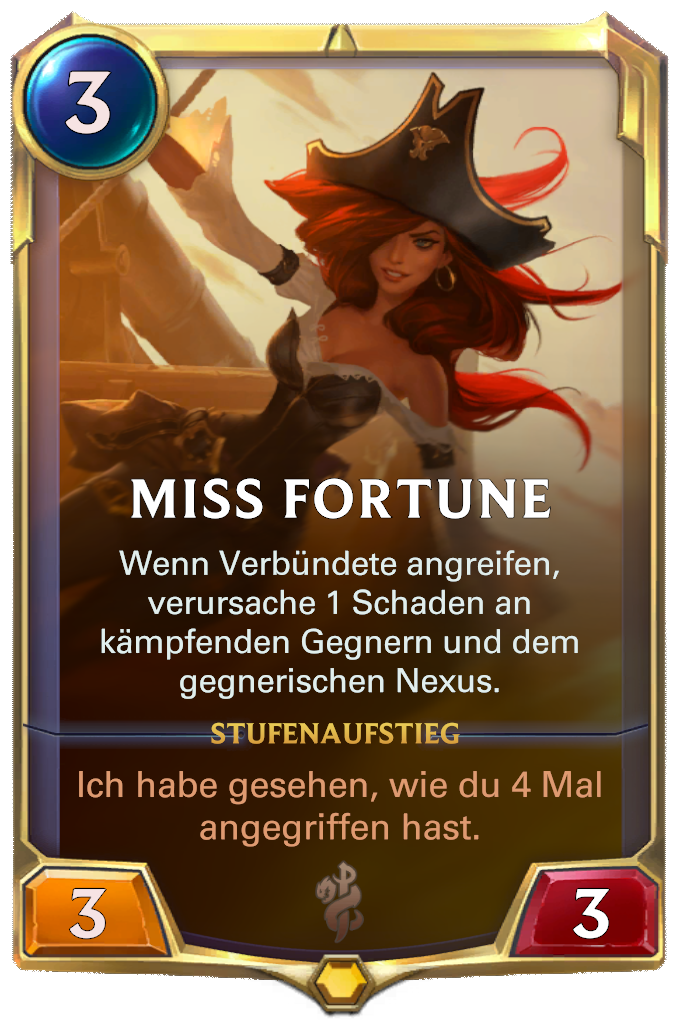 3
MISS FORTUNE
Wenn Verbündete angreifen,
verursache 1 Schaden an
kämpfenden Gegnern und dem
gegnerischen Nexus.
STUFENAUFSTIEG
Ich habe gesehen, wie du 4 Mal
angegriffen hast.
3 3